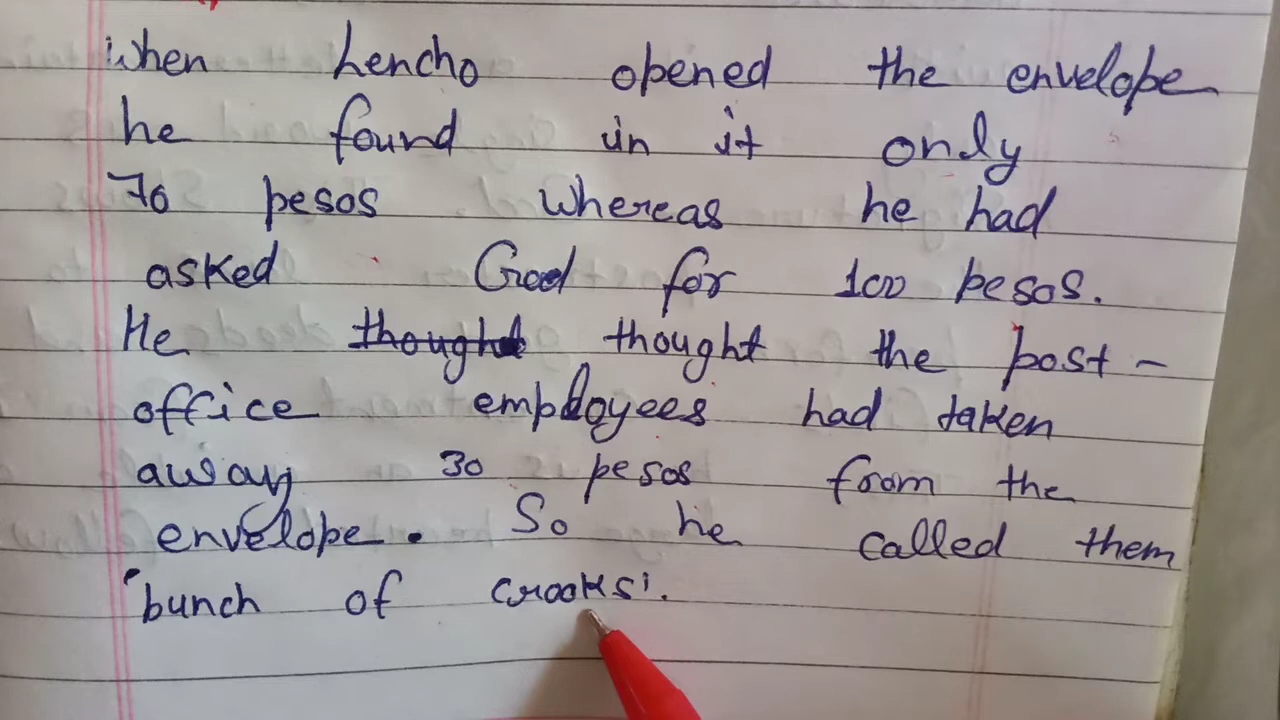 When Lencho opened the envelope
he found in it only
70 pesos whereas he had
asked God for 100 pesos.
He thought thought the post-
office employees had taken
away 30 pesos from the
envelope. So he called them
'bunch of crooks'.